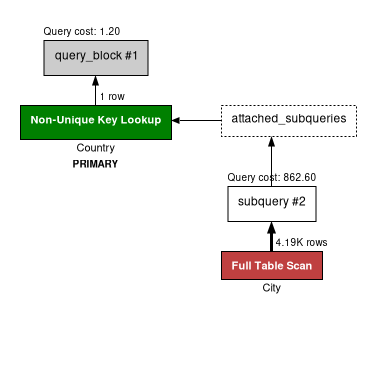 Query cost: 1.20
query_block #1
1 row
Non-Unique Key Lookup
attached_subqueries
Country
PRIMARY
Query cost: 862.60
subquery #2
4.19K rows
Full Table Scan
City